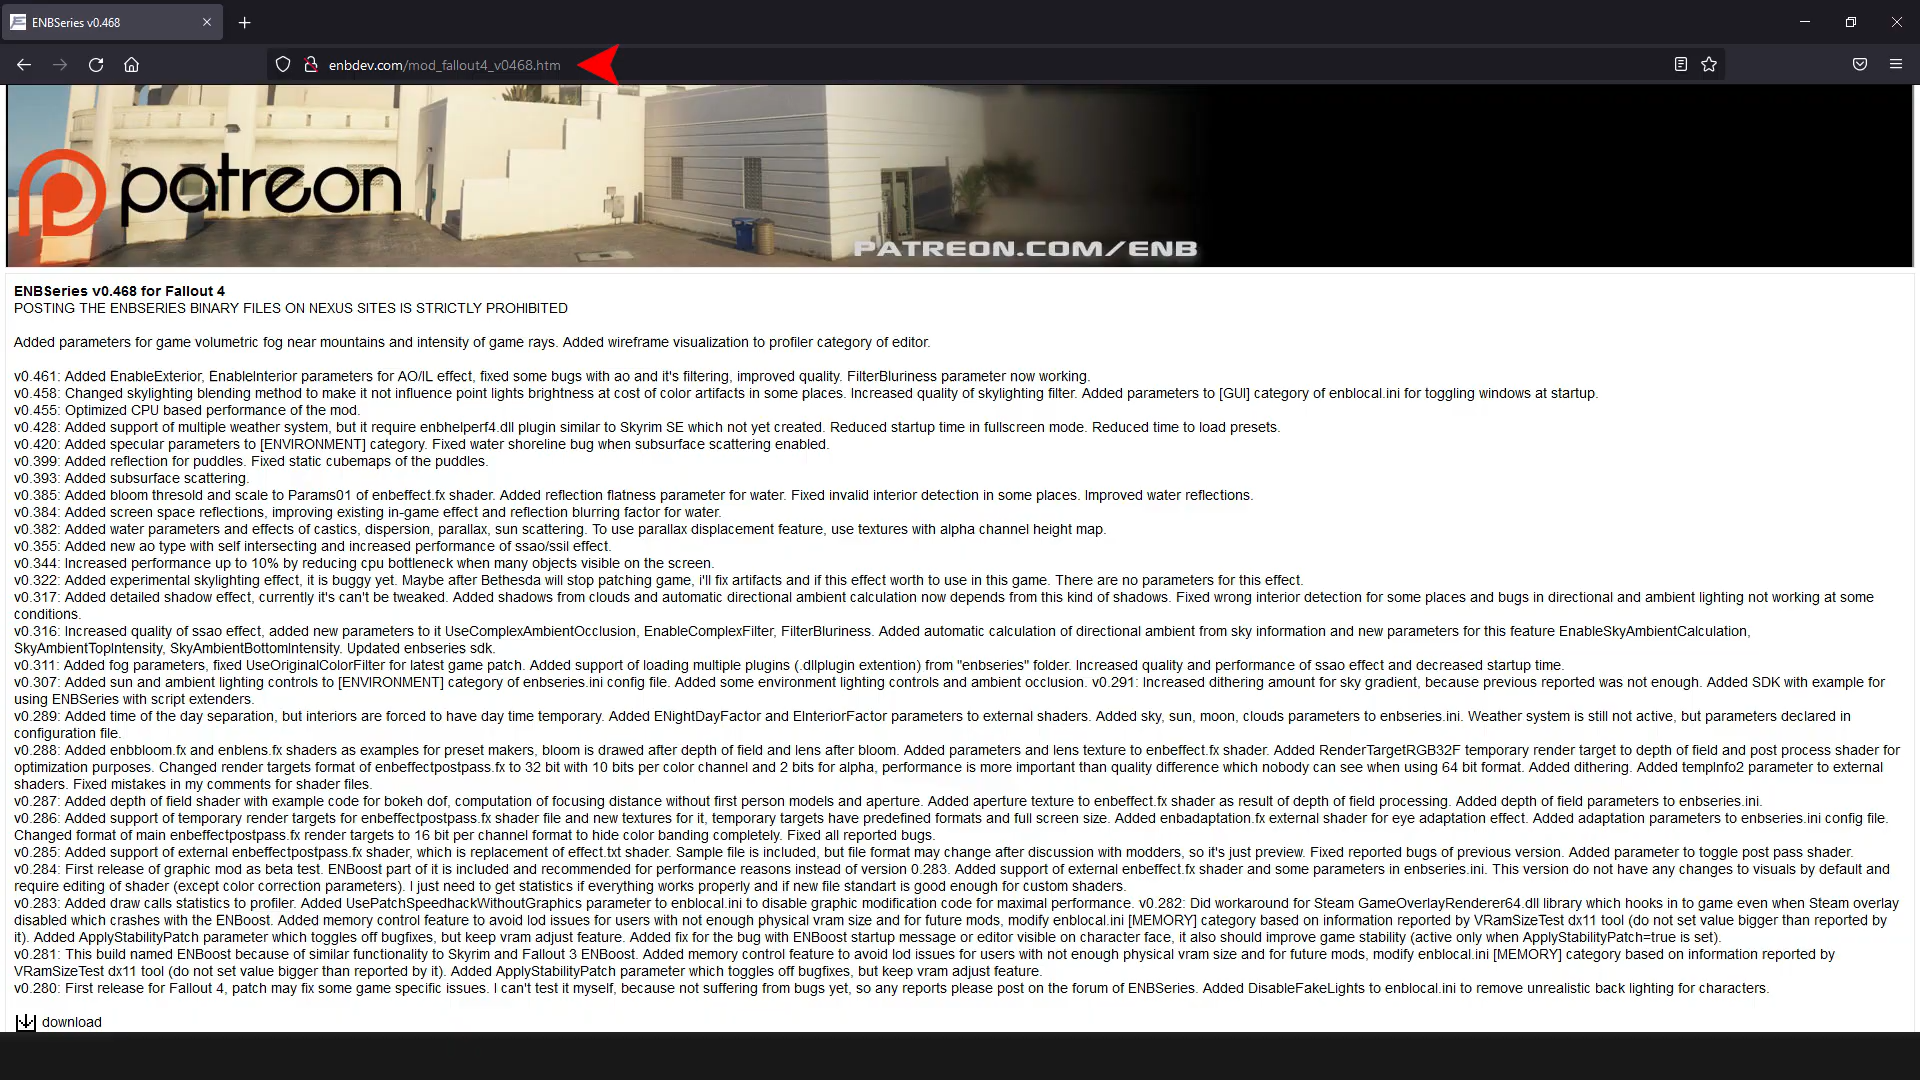 ENBSeries v0.468
enbdev.com/mod_fallout4_v0468.htm
patreon
PATREON.COM/ENB
ENBSeries v0.468 for Fallout 4
POSTING THE ENBSERIES BINARY FILES ON NEXUS SITES IS STRICTLY PROHIBITED
Added parameters for game volumetric fog near mountains and intensity of game rays. Added wireframe visualization to profiler category of editor.
v0.461: Added EnableExterior, EnableInterior parameters for AO/IL effect, fixed some bugs with ao and it's filtering, improved quality. FilterBluriness parameter now working.
v0.458: Changed skylighting blending method to make it not influence point lights brightness at cost of color artifacts in some places. Increased quality of skylighting filter. Added parameters to [GUI] category of enblocal.ini for toggling windows at startup.
v0.455: Optimized CPU based performance of the mod.
v0.428: Added support of multiple weather system, but it require enbhelperf4.dll plugin similar to Skyrim SE which not yet created. Reduced startup time in fullscreen mode. Reduced time to load presets.
v0.420: Added specular parameters to [ENVIRONMENT] category. Fixed water shoreline bug when subsurface scattering enabled.
v0.399: Added reflection for puddles. Fixed static cubemaps of the puddles.
v0.393: Added subsurface scattering.
v0.385: Added bloom thresold and scale to Params01 of enbeffect.fx shader. Added reflection flatness parameter for water. Fixed invalid interior detection in some places. Improved water reflections.
v0.384: Added screen space reflections, improving existing in-game effect and reflection blurring factor for water.
v0.382: Added water parameters and effects of castics, dispersion, parallax, sun scattering. To use parallax displacement feature, use textures with alpha channel height map.
v0.355: Added new ao type with self intersecting and increased performance of ssao/ssil effect.
v0.344: Increased performance up to 10% by reducing cpu bottleneck when many objects visible on the screen.
v0.322: Added experimental skylighting effect, it is buggy yet. Maybe after Bethesda will stop patching game, i'll fix artifacts and if this effect worth to use in this game. There are no parameters for this effect.
v0.317: Added detailed shadow effect, currently it's can't be tweaked. Added shadows from clouds and automatic directional ambient calculation now depends from this kind of shadows. Fixed wrong interior detection for some places and bugs in directional and ambient lighting not working at some
conditions.
v0.316: Increased quality of ssao effect, added new parameters to it UseComplexAmbientOcclusion, EnableComplexFilter, FilterBluriness. Added automatic calculation of directional ambient from sky information and new parameters for this feature EnableSkyAmbientCalculation,
SkyAmbientTopIntensity, SkyAmbientBottomIntensity. Updated enbseries sdk.
v0.311: Added fog parameters, fixed UseOriginalColorFilter for latest game patch. Added support of loading multiple plugins (.dllplugin extention) from "enbseries" folder. Increased quality and performance of ssao effect and decreased startup time.
v0.307: Added sun and ambient lighting controls to [ENVIRONMENT] category of enbseries.ini config file. Added some environment lighting controls and ambient occlusion. v0.291: Increased dithering amount for sky gradient, because previous reported was not enough. Added SDK with example for
using ENBSeries with script extenders.
v0.289: Added time of the day separation, but interiors are forced to have day time temporary. Added ENightDayFactor and EInteriorFactor parameters to external shaders. Added sky, sun, moon, clouds parameters to enbseries.ini. Weather system is still not active, but parameters declared in
configuration file.
v0.288: Added enbbloom.fx and enblens.fx shaders as examples for preset makers, bloom is drawed after depth of field and lens after bloom. Added parameters and lens texture to enbeffect.fx shader. Added RenderTargetRGB32F temporary render target to depth of field and post process shader for
optimization purposes. Changed render targets format of enbeffectpostpass.fx to 32 bit with 10 bits per color channel and 2 bits for alpha, performance is more important than quality difference which nobody can see when using 64 bit format. Added dithering. Added tempInfo2 parameter to external
shaders. Fixed mistakes in my comments for shader files.
v0.287: Added depth of field shader with example code for bokeh dof, computation of focusing distance without first person models and aperture. Added aperture texture to enbeffect.fx shader as result of depth of field processing. Added depth of field parameters to enbseries.ini.
v0.286: Added support of temporary render targets for enbeffectpostpass.fx shader file and new textures for it, temporary targets have predefined formats and full screen size. Added enbadaptation.fx external shader for eye adaptation effect. Added adaptation parameters to enbseries.ini config file.
Changed format of main enbeffectpostpass.fx render targets to 16 bit per channel format to hide color banding completely. Fixed all reported bugs.
v0.285: Added support of external enbeffectpostpass.fx shader, which is replacement of effect.txt shader. Sample file is included, but file format may change after discussion with modders, so it's just preview. Fixed reported bugs of previous version. Added parameter to toggle post pass shader.
v0.284: First release of graphic mod as beta test. ENBoost part of it is included and recommended for performance reasons instead of version 0.283. Added support of external enbeffect.fx shader and some parameters in enbseries.ini. This version do not have any changes to visuals by default and
require editing of shader (except color correction parameters). I just need to get statistics if everything works properly and if new file standart is good enough for custom shaders.
v0.283: Added draw calls statistics to profiler. Added UsePatchSpeedhackWithoutGraphics parameter to enblocal.ini to disable graphic modification code for maximal performance. v0.282: Did workaround for Steam GameOverlayRenderer64.dll library which hooks in to game even when Steam overlay
disabled which crashes with the ENBoost. Added memory control feature to avoid lod issues for users with not enough physical vram size and for future mods, modify enblocal.ini [MEMORY] category based on information reported by VRamSizeTest dx11 tool (do not set value bigger than reported by
it). Added ApplyStabilityPatch parameter which toggles off bugfixes, but keep vram adjust feature. Added fix for the bug with ENBoost startup message or editor visible on character face, it also should improve game stability (active only when ApplyStabilityPatch=true is set).
v0.281: This build named ENBoost because of similar functionality to Skyrim and Fallout 3 ENBoost. Added memory control feature to avoid lod issues for users with not enough physical vram size and for future mods, modify enblocal.ini [MEMORY] category based on information reported by
VRamSizeTest dx11 tool (do not set value bigger than reported by it). Added ApplyStabilityPatch parameter which toggles off bugfixes, but keep vram adjust feature.
v0.280: First release for Fallout 4, patch may fix some game specific issues. I can't test it myself, because not suffering from bugs yet, so any reports please post on the forum of ENBSeries. Added DisableFakeLights to enblocal.ini to remove unrealistic back lighting for characters.
download